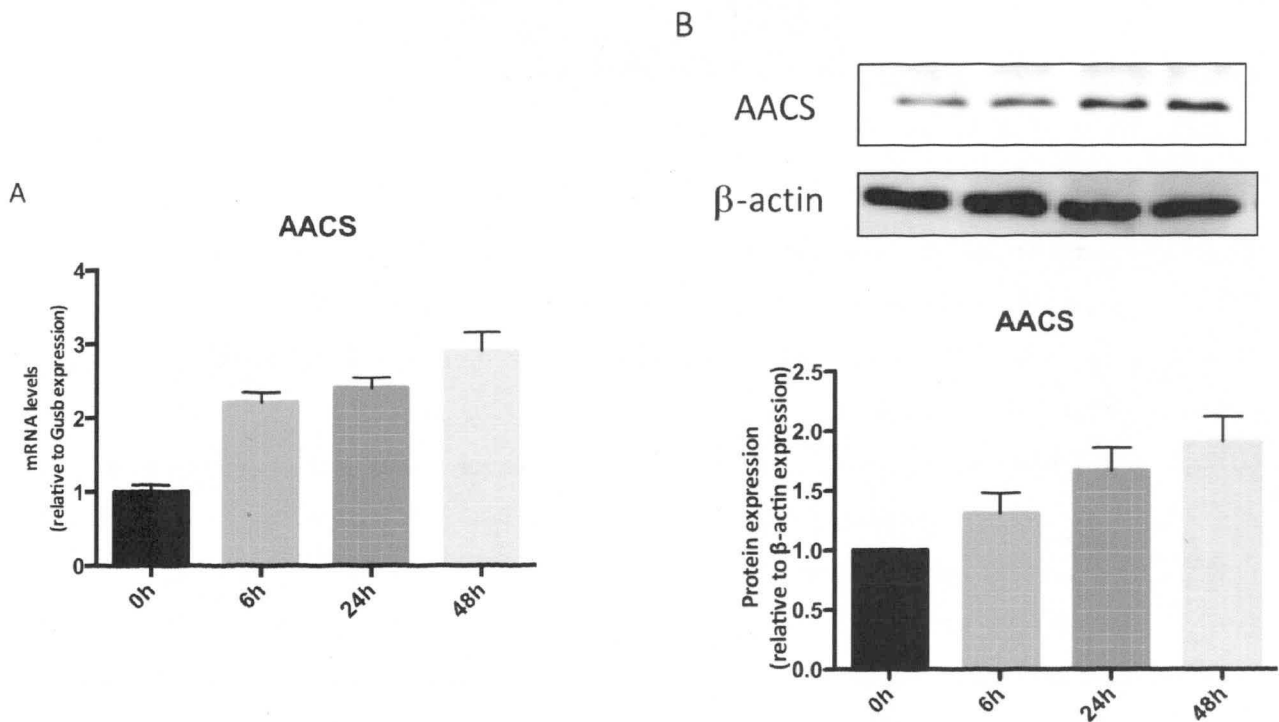 A
AACS
mRNA levels
(relative to Gusb expression)
4
3
2
1
0
0h
6h
24h
48h
B
AACS
β-actin
AACS
Protein expression
(relative to β-actin expression)
2.5
2.0
1.5
1.0
0.5
0.0
0h
6h
24h
48h